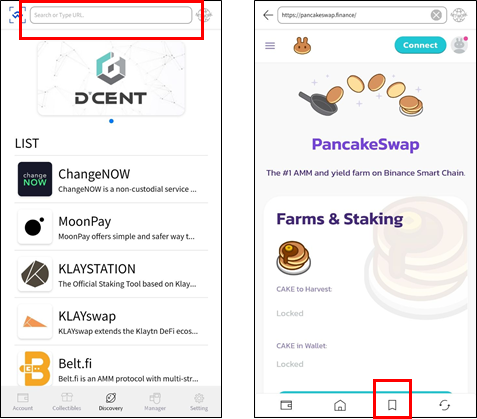 Search or Type URL.
D'CENT
LIST
change
NOW
ChangeNOW
ChangeNOW is a non-custodial service ...
MoonPay
MoonPay offers simple and safer way t...
KLAYSTATION
The Official Staking Tool based on Klay...
KLAYswap
KLAYswap extends the Klaytn DeFi ecos...
Belt.fi
Belt.fi is an AMM protocol with multi-str...
Account
Collectibles
Discovery
Manager
Setting
https://pancakeswap.finance/
Connect
PancakeSwap
The #1 AMM and yield farm on Binance Smart Chain.
Farms & Staking
CAKE to Harvest:
Locked
CAKE in Wallet:
Locked